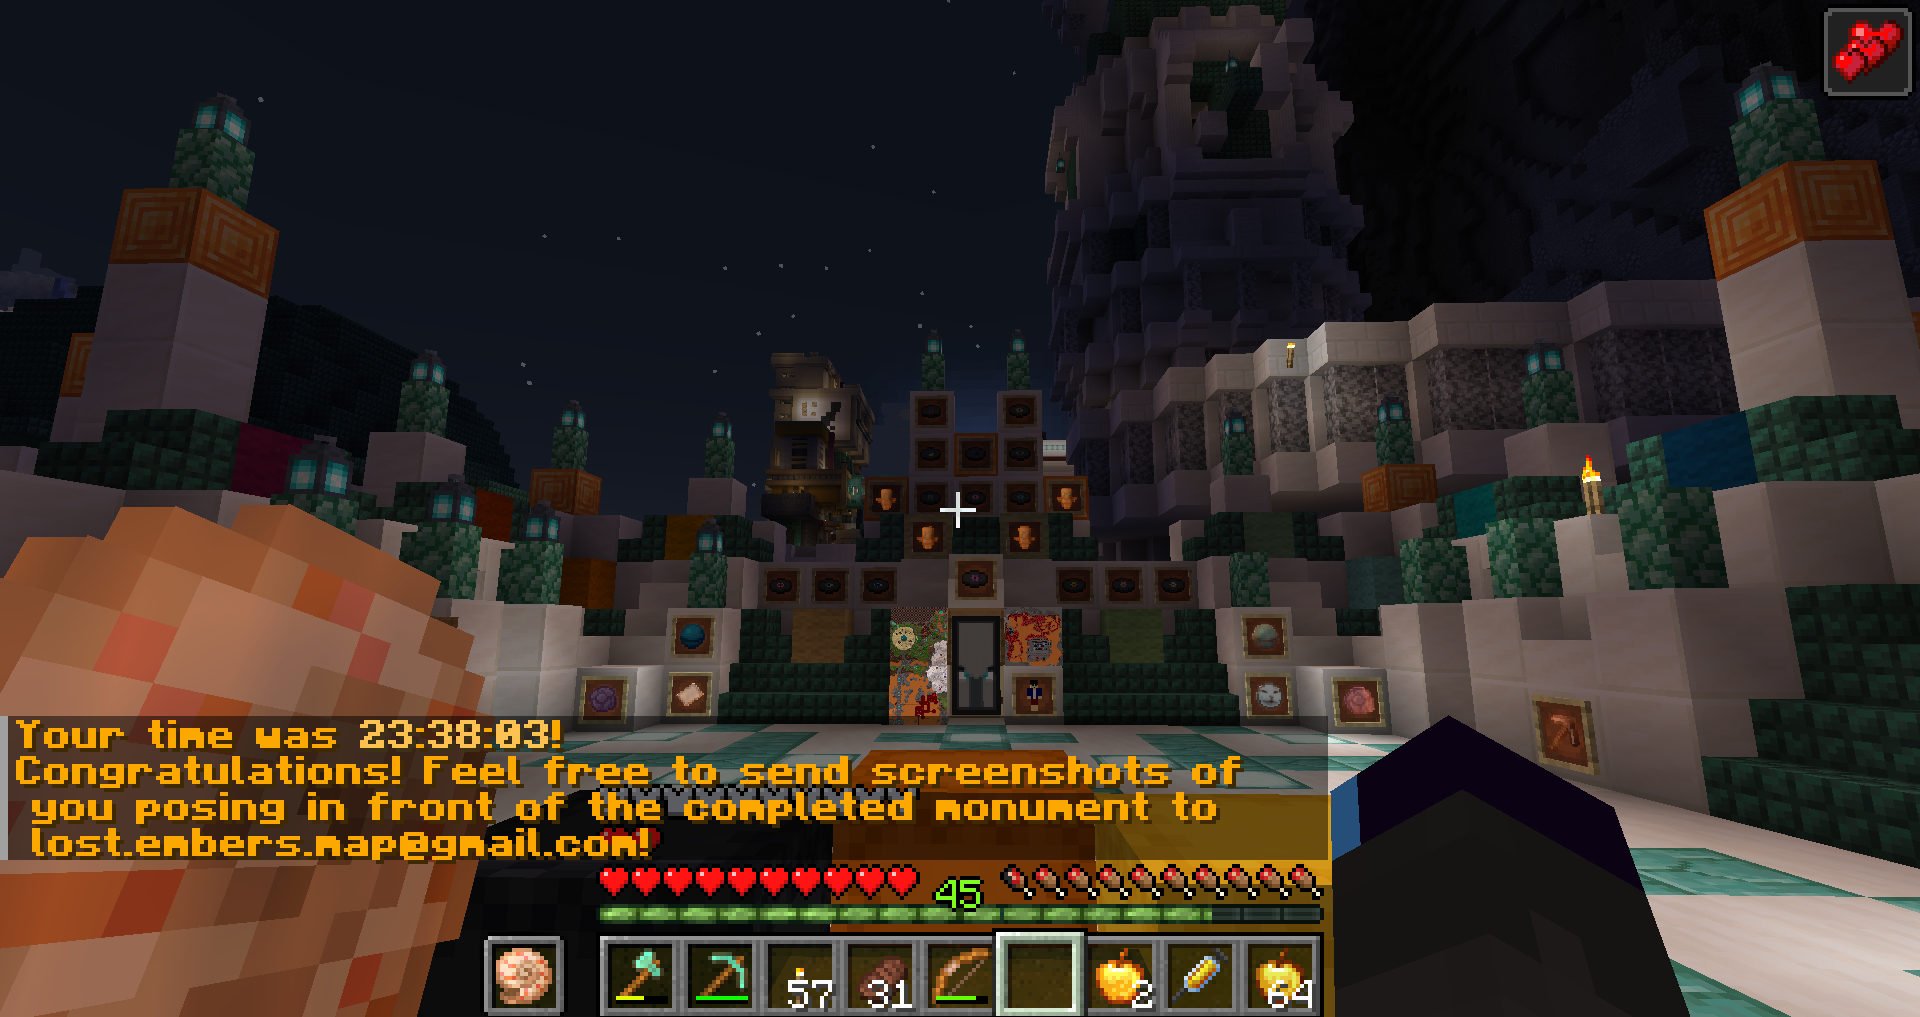 Your time was 23:38:03!
Congratulations! Feel free to send screenshots of
you posing in front of the completed monument to
lost.embers.map@gmail.com!
45
57
31
2
64